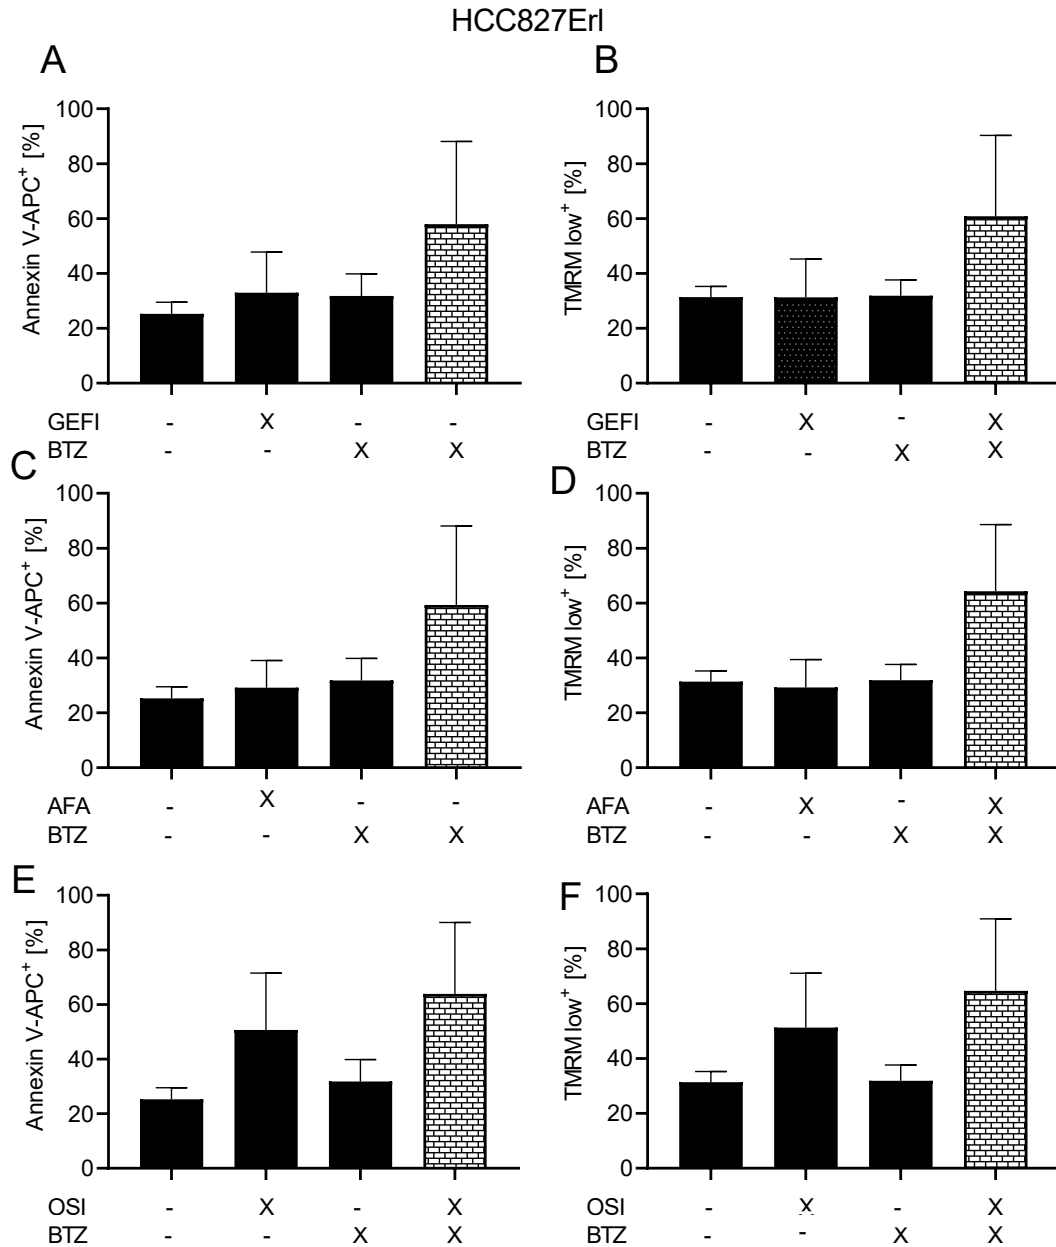 HCC827Erl
A
Annexin V-APC+ [%]
100
80
60
40
20
0
GEFI - X - -
BTZ - - X X
B
TMRM low+ [%]
100
80
60
40
20
0
GEFI - X - X
BTZ - - X X
C
Annexin V-APC+ [%]
100
80
60
40
20
0
AFA - X - -
BTZ - - X X
D
TMRM low+ [%]
100
80
60
40
20
0
AFA - X - X
BTZ - - X X
E
Annexin V-APC+ [%]
100
80
60
40
20
0
OSI - X - X
BTZ - - X X
F
TMRM low+ [%]
100
80
60
40
20
0
OSI - X - X
BTZ - - X X